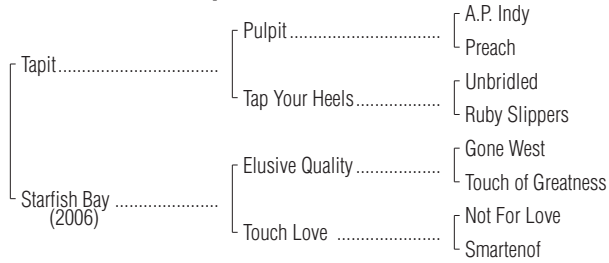 A.P. Indy
Pulpit
Preach
Tapit
Unbridled
Tap Your Heels
Ruby Slippers
Gone West
Elusive Quality
Touch of Greatness
Starfish Bay
(2006)
Not For Love
Touch Love
Smartenof